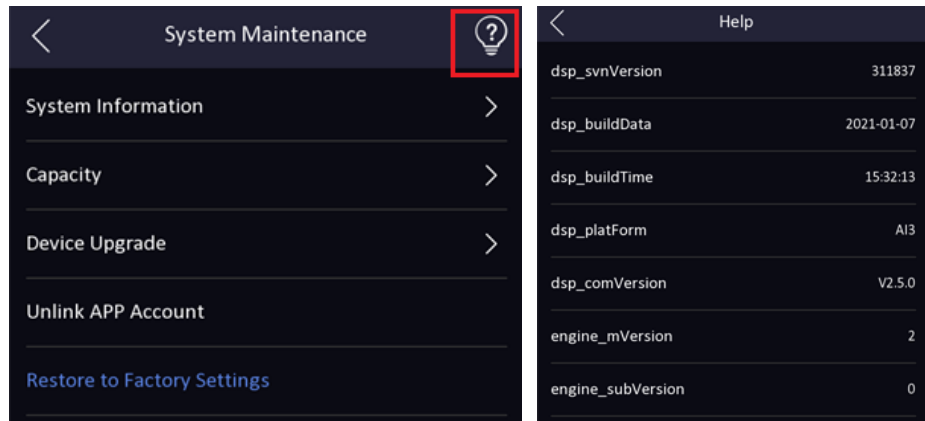 System Maintenance
?
System Information
Capacity
Device Upgrade
Unlink APP Account
Restore to Factory Settings
Help
dsp_svnVersion 311837
dsp_buildData 2021-01-07
dsp_buildTime 15:32:13
dsp_platForm AI3
dsp_comVersion V2.5.0
engine_mVersion 2
engine_subVersion 0